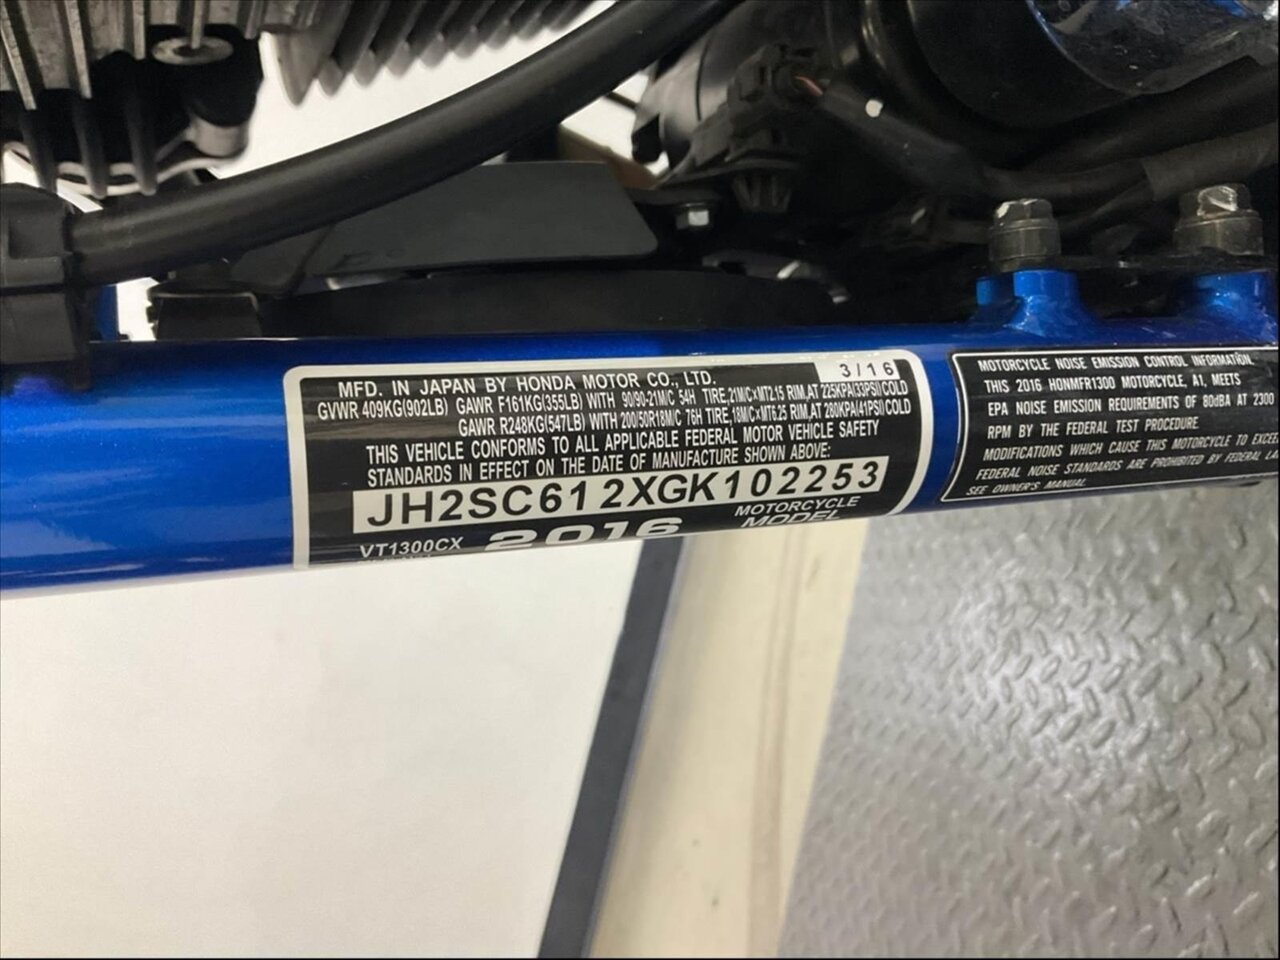 3/16
MFD. IN JAPAN BY HONDA MOTOR CO., LTD.
GVWR 409KG(902LB) GAWR F161KG(355LB) WITH 90/90-21M/C 54H TIRE,21M/C×MT2.15 RIM,AT 225KPA(33PSI)COLD
GAWR R248KG(547LB) WITH 200/50R18M/C 76H TIRE,18M/C×MT6.25 RIM,AT 280KPA(41PSI)COLD
THIS VEHICLE CONFORMS TO ALL APPLICABLE FEDERAL MOTOR VEHICLE SAFETY
STANDARDS IN EFFECT ON THE DATE OF MANUFACTURE SHOWN ABOVE:
JH2SC612XGK102253
VT1300CX 2016 MOTORCYCLE
MODEL
MOTORCYCLE NOISE EMISSION CONTROL INFORMATION.
THIS 2016 HONMFR1300 MOTORCYCLE, A1, MEETS
EPA NOISE EMISSION REQUIREMENTS OF 80dBA AT 2300
RPM BY THE FEDERAL TEST PROCEDURE.
MODIFICATIONS WHICH CAUSE THIS MOTORCYCLE TO EXCEE
FEDERAL NOISE STANDARDS ARE PROHIBITED BY FEDERAL LA
SEE OWNER'S MANUAL.